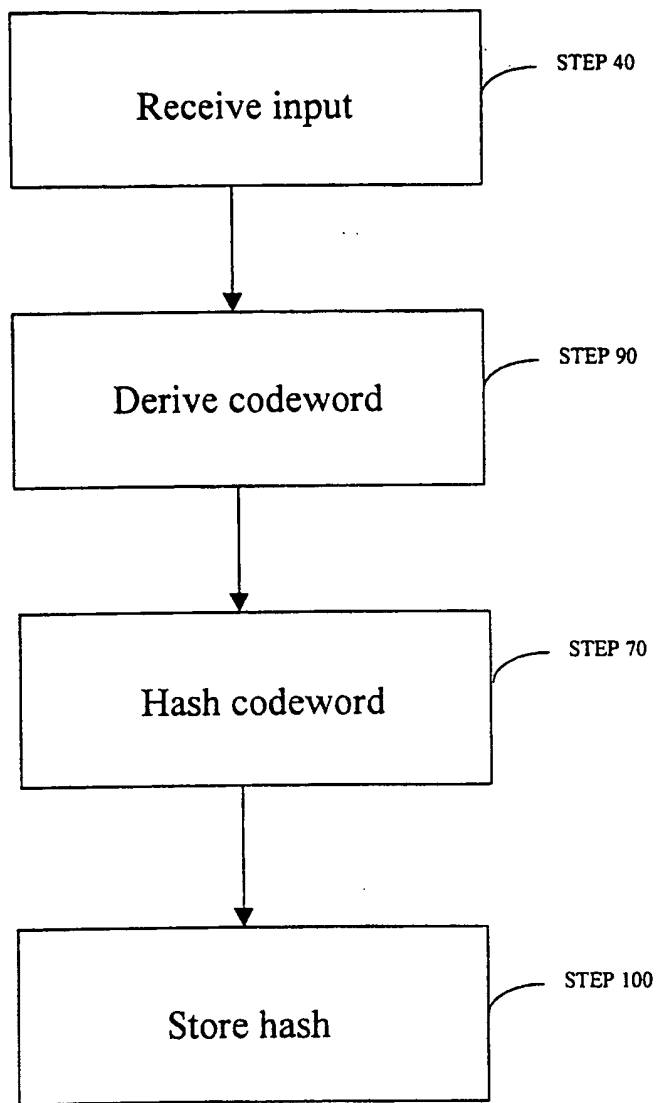 Receive input
STEP 40
Derive codeword
STEP 90
Hash codeword
STEP 70
Store hash
STEP 100